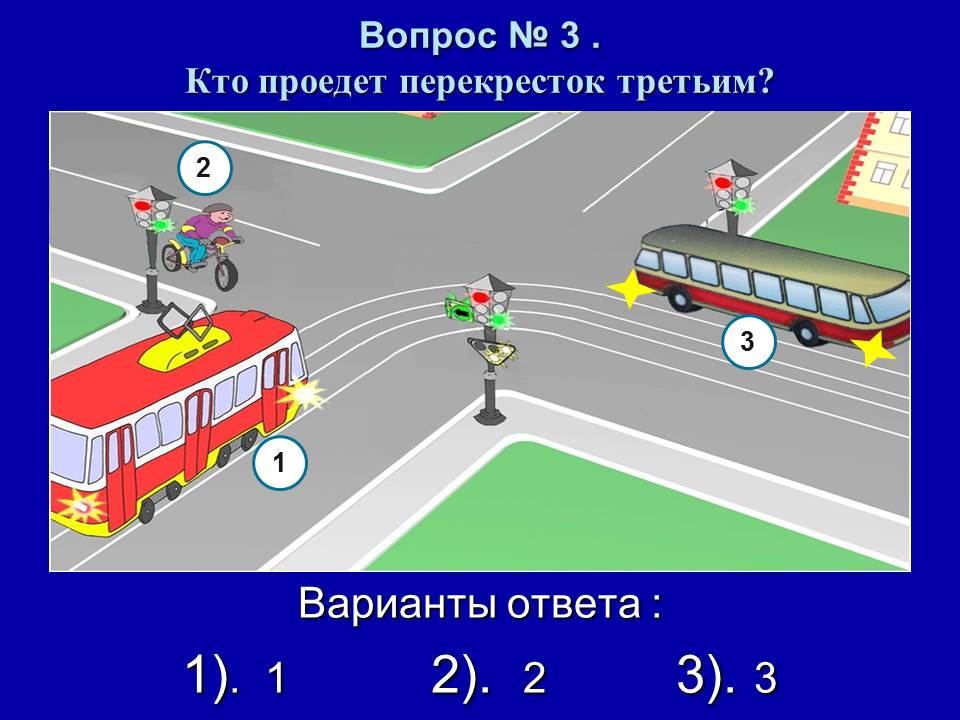 Вопрос № 3 .
Кто проедет перекресток третьим?
2
3
1
Варианты ответа :
1). 1 2). 2 3). 3